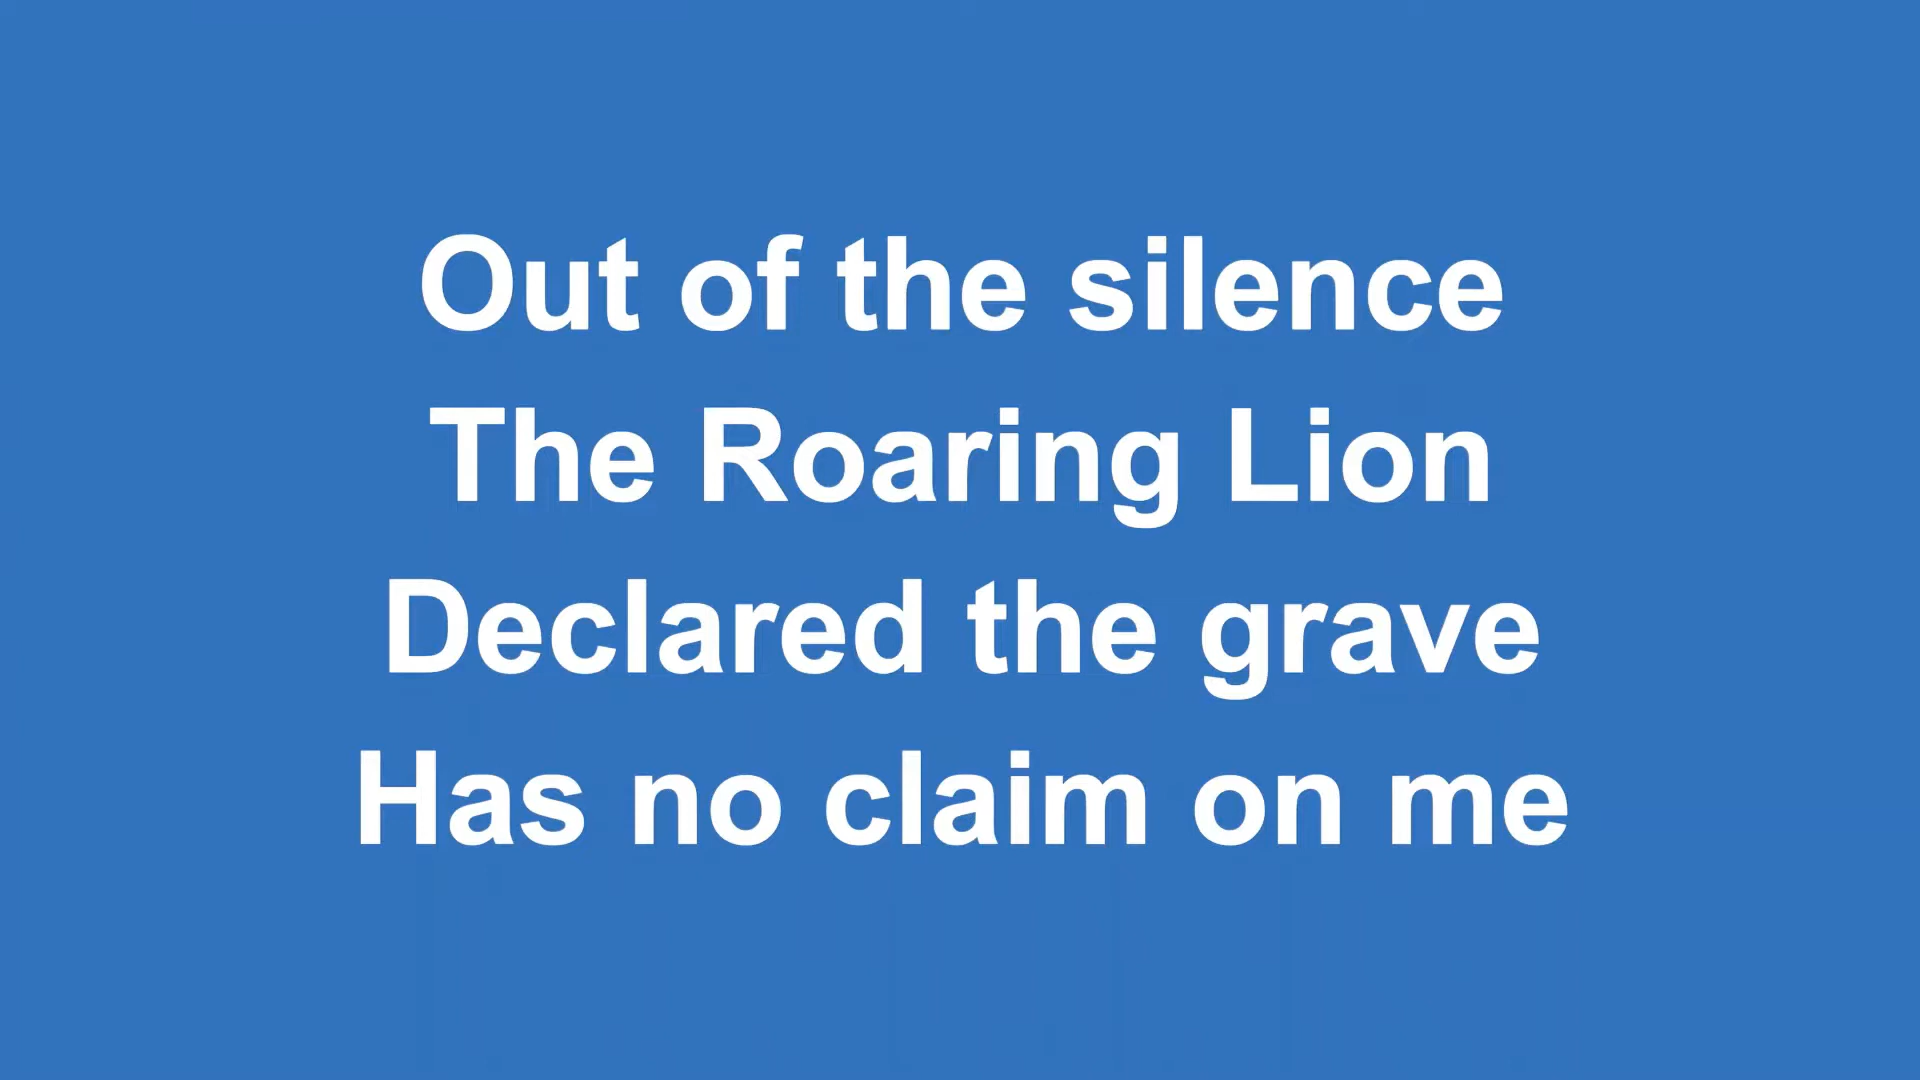 Out of the silence
The Roaring Lion
Declared the grave
Has no claim on me